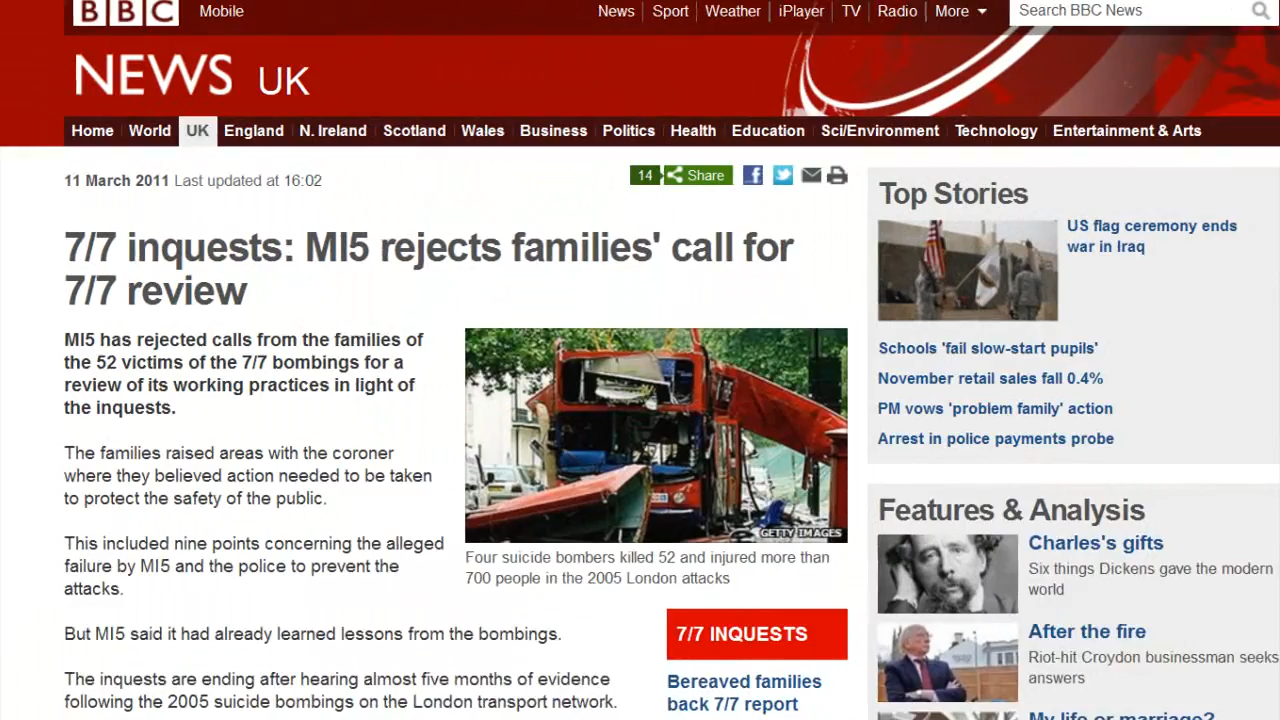 BBC Mobile News Sport Weather iPlayer TV Radio More Search BBC News
NEWS UK
Home World UK England N. Ireland Scotland Wales Business Politics Health Education Sci/Environment Technology Entertainment & Arts
11 March 2011 Last updated at 16:02
14 Share
7/7 inquests: MI5 rejects families' call for
7/7 review
MI5 has rejected calls from the families of
the 52 victims of the 7/7 bombings for a
review of its working practices in light of
the inquests.
The families raised areas with the coroner
where they believed action needed to be taken
to protect the safety of the public.
This included nine points concerning the alleged
failure by MI5 and the police to prevent the
attacks.
But MI5 said it had already learned lessons from the bombings.
The inquests are ending after hearing almost five months of evidence
following the 2005 suicide bombings on the London transport network.
GETTY IMAGES
Four suicide bombers killed 52 and injured more than
700 people in the 2005 London attacks
7/7 INQUESTS
Bereaved families
back 7/7 report
Top Stories
US flag ceremony ends
war in Iraq
Schools 'fail slow-start pupils'
November retail sales fall 0.4%
PM vows 'problem family' action
Arrest in police payments probe
Features & Analysis
Charles's gifts
Six things Dickens gave the modern
world
After the fire
Riot-hit Croydon businessman seeks
answers
My life or marriage?